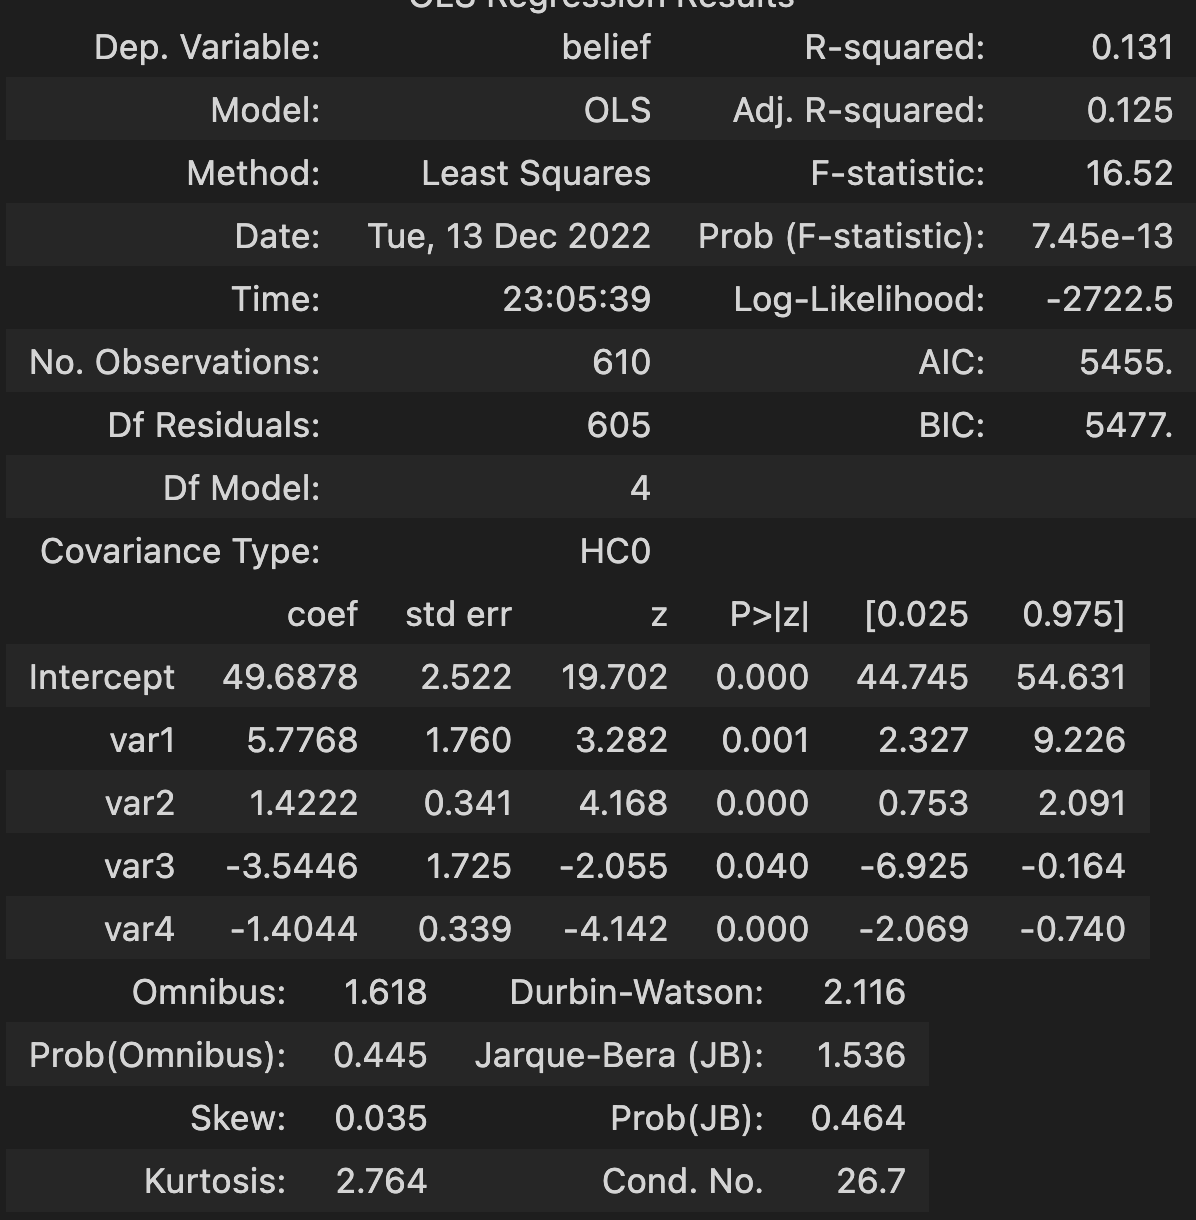 OLS Regression Results
Dep. Variable: belief R-squared: 0.131
Model: OLS Adj. R-squared: 0.125
Method: Least Squares F-statistic: 16.52
Date: Tue, 13 Dec 2022 Prob (F-statistic): 7.45e-13
Time: 23:05:39 Log-Likelihood: -2722.5
No. Observations: 610 AIC: 5455.
Df Residuals: 605 BIC: 5477.
Df Model: 4
Covariance Type: HC0
coef std err z P>|z| [0.025 0.975]
Intercept 49.6878 2.522 19.702 0.000 44.745 54.631
var1 5.7768 1.760 3.282 0.001 2.327 9.226
var2 1.4222 0.341 4.168 0.000 0.753 2.091
var3 -3.5446 1.725 -2.055 0.040 -6.925 -0.164
var4 -1.4044 0.339 -4.142 0.000 -2.069 -0.740
Omnibus: 1.618 Durbin-Watson: 2.116
Prob(Omnibus): 0.445 Jarque-Bera (JB): 1.536
Skew: 0.035 Prob(JB): 0.464
Kurtosis: 2.764 Cond. No. 26.7